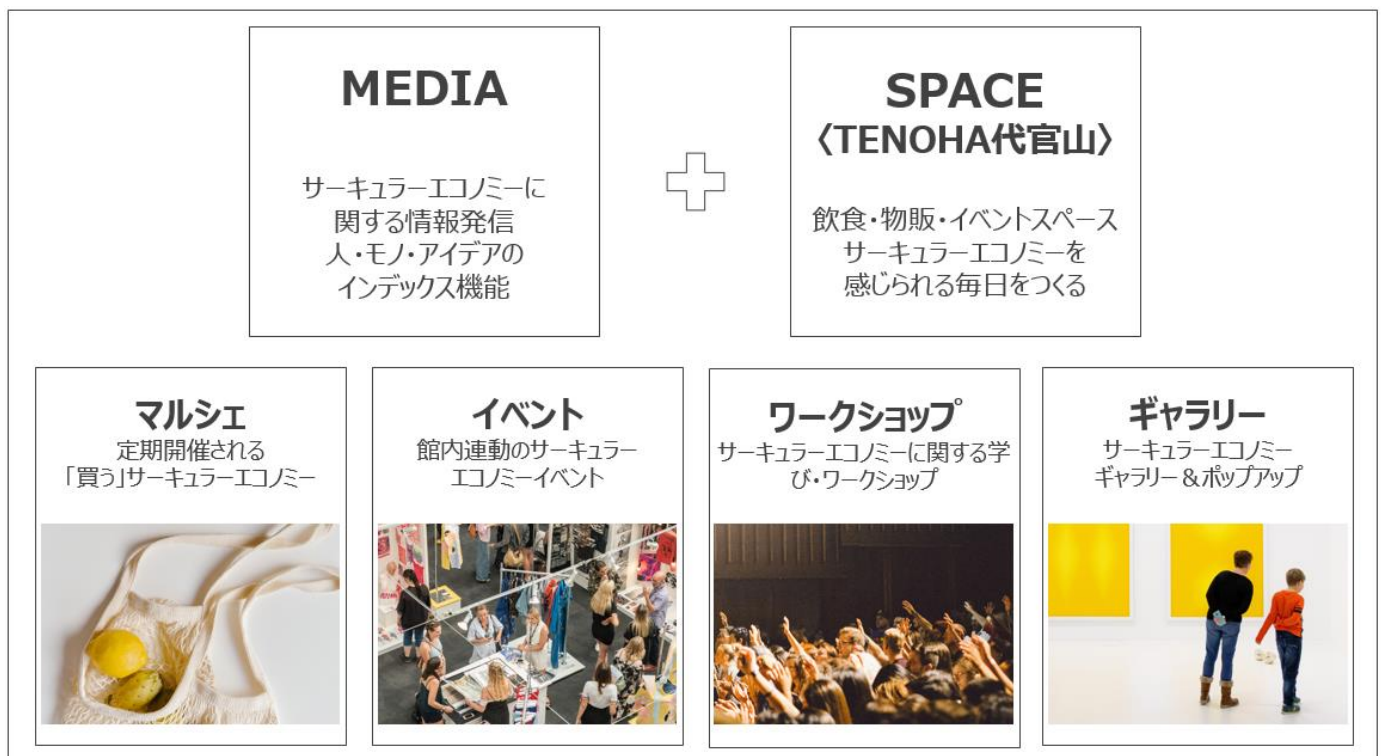 MEDIA
サーキュラーエコノミーに
関する情報発信
人・モノ・アイデアの
インデックス機能
SPACE
〈TENOHA代官山〉
飲食・物販・イベントスペース
サーキュラーエコノミーを
感じられる毎日をつくる
マルシェ
定期開催される
「買う」サーキュラーエコノミー
イベント
館内連動のサーキュラー
エコノミーイベント
ワークショップ
サーキュラーエコノミーに関する学
び・ワークショップ
ギャラリー
サーキュラーエコノミー
ギャラリー＆ポップアップ